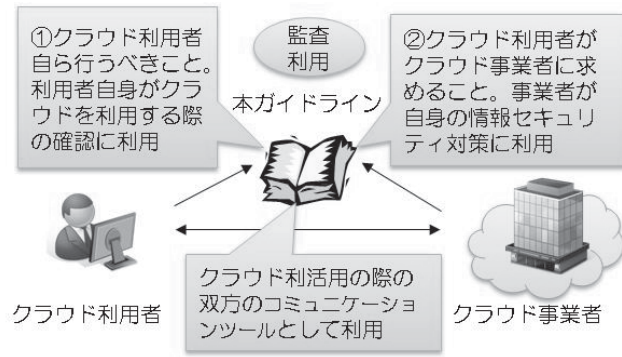 ①クラウド利用者
自ら行うべきこと。
利用者自身がクラ
ウドを利用する際
の確認に利用
監査
利用
本ガイドライン
②クラウド利用者が
クラウド事業者に求
めること。事業者が
自身の情報セキュリ
ティ対策に利用
クラウド利活用の際の
双方のコミュニケーショ
ンツールとして利用
クラウド利用者
クラウド事業者